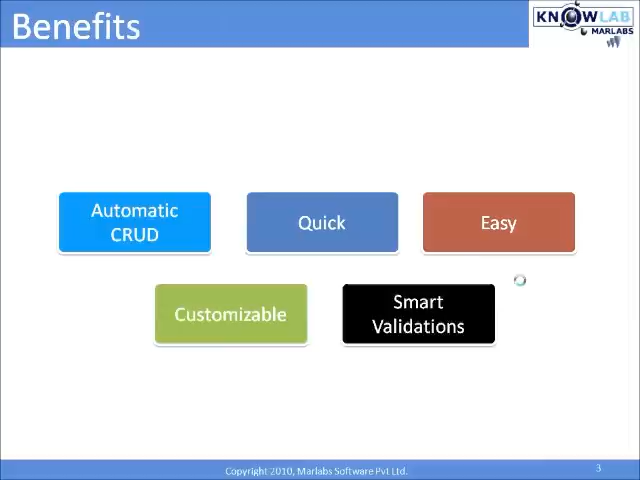 Benefits
KNOWLAB
MARLABS
Automatic
CRUD
Quick
Easy
Customizable
Smart
Validations
Copyright 2010, Marlabs Software Pvt Ltd.
3